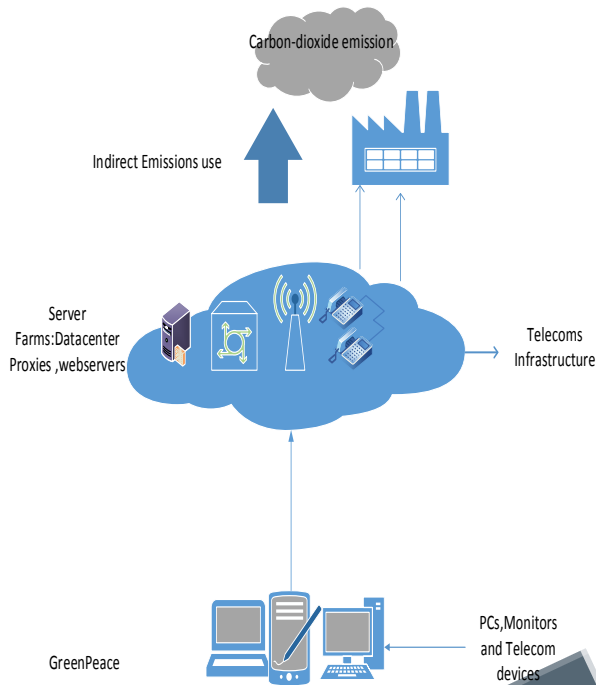 Carbon-dioxide emission
Indirect Emissions use
Server
Farms:Datacenter
Proxies ,webservers
Telecoms
Infrastructure
PCs,Monitors
and Telecom
devices
GreenPeace